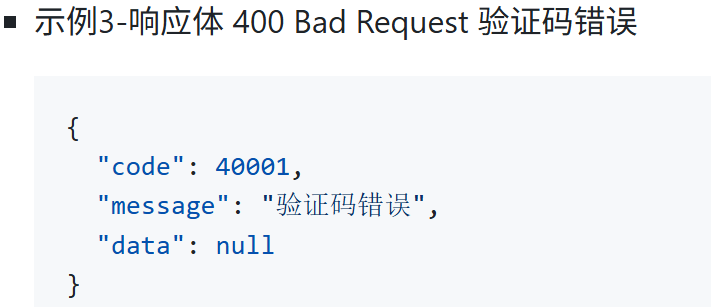 ▪ 示例3-响应体 400 Bad Request 验证码错误
{
  "code": 40001,
  "message": "验证码错误",
  "data": null
}